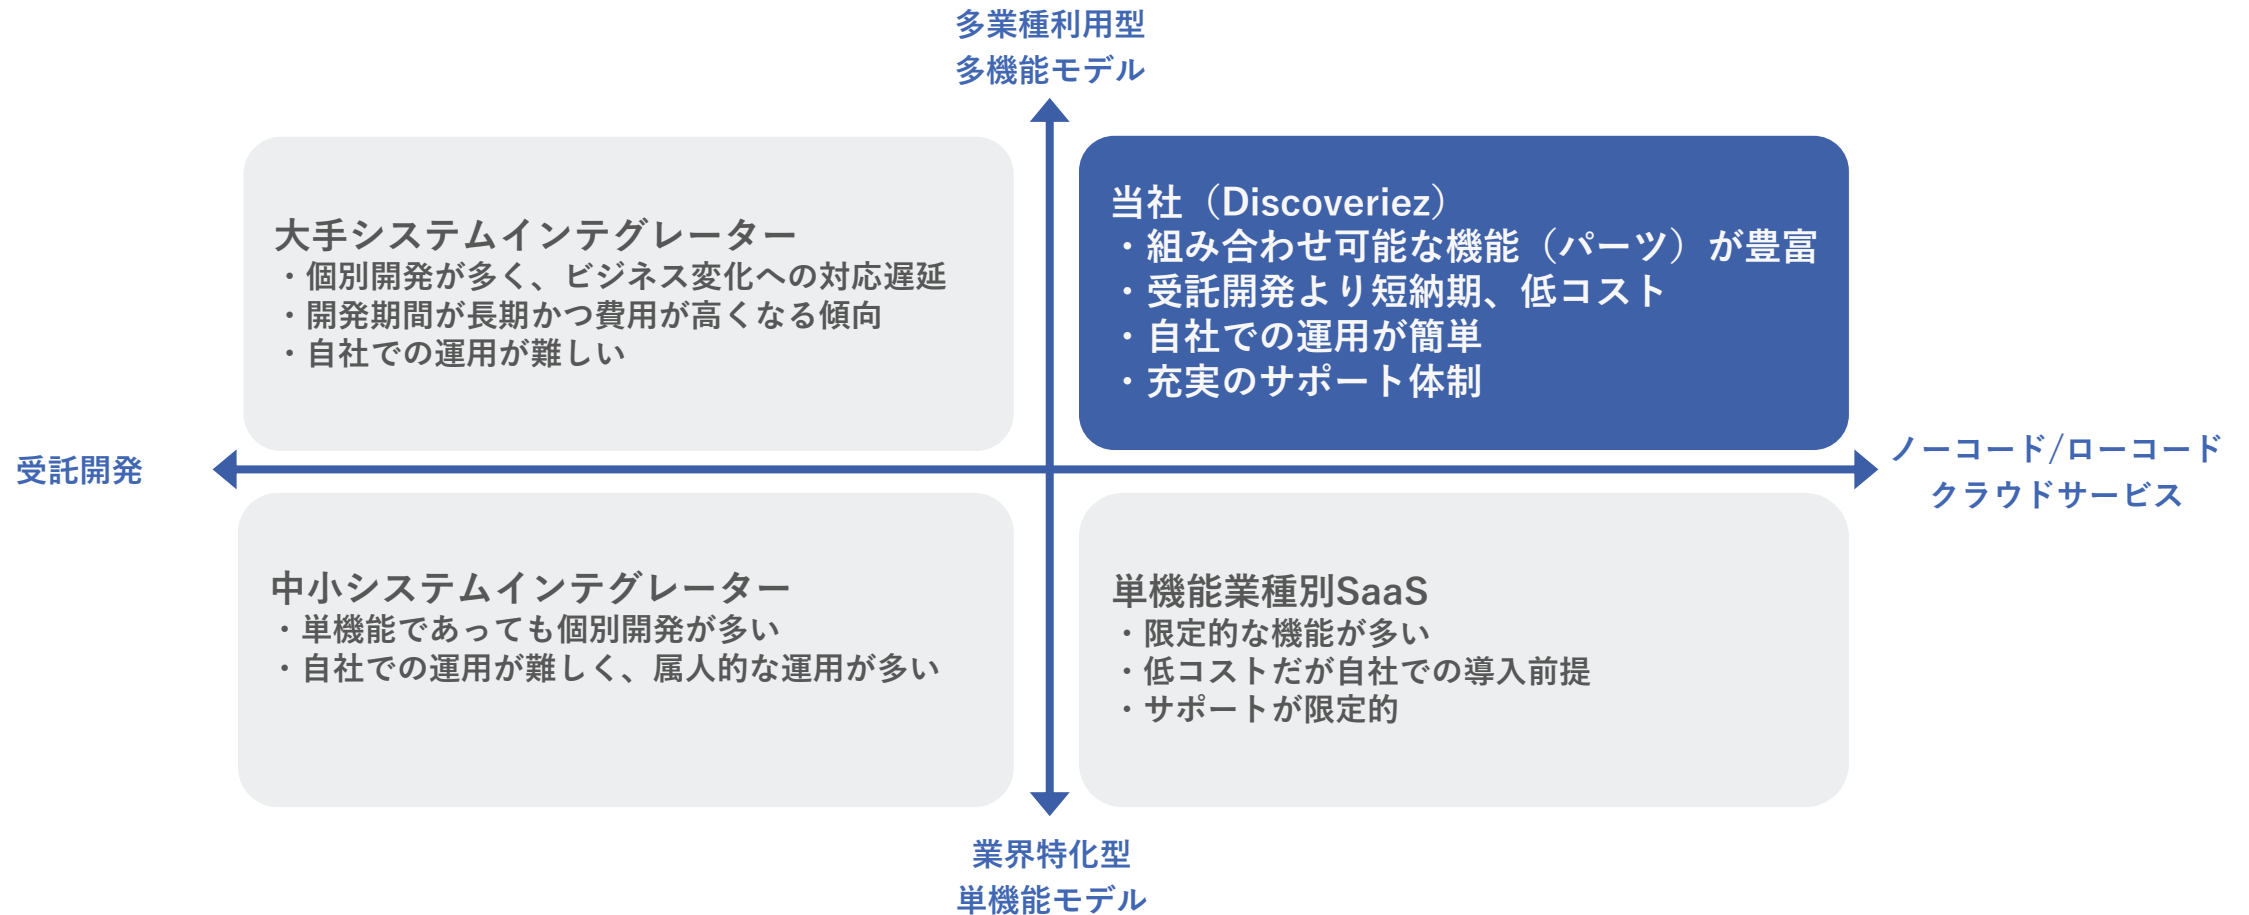 多業種利用型
多機能モデル
大手システムインテグレーター
・個別開発が多く、ビジネス変化への対応遅延
・開発期間が長期かつ費用が高くなる傾向
・自社での運用が難しい
当社（Discoveriez）
・組み合わせ可能な機能（パーツ）が豊富
・受託開発より短納期、低コスト
・自社での運用が簡単
・充実のサポート体制
受託開発
ノーコード/ローコード
クラウドサービス
中小システムインテグレーター
・単機能であっても個別開発が多い
・自社での運用が難しく、属人的な運用が多い
単機能業種別SaaS
・限定的な機能が多い
・低コストだが自社での導入前提
・サポートが限定的
業界特化型
単機能モデル